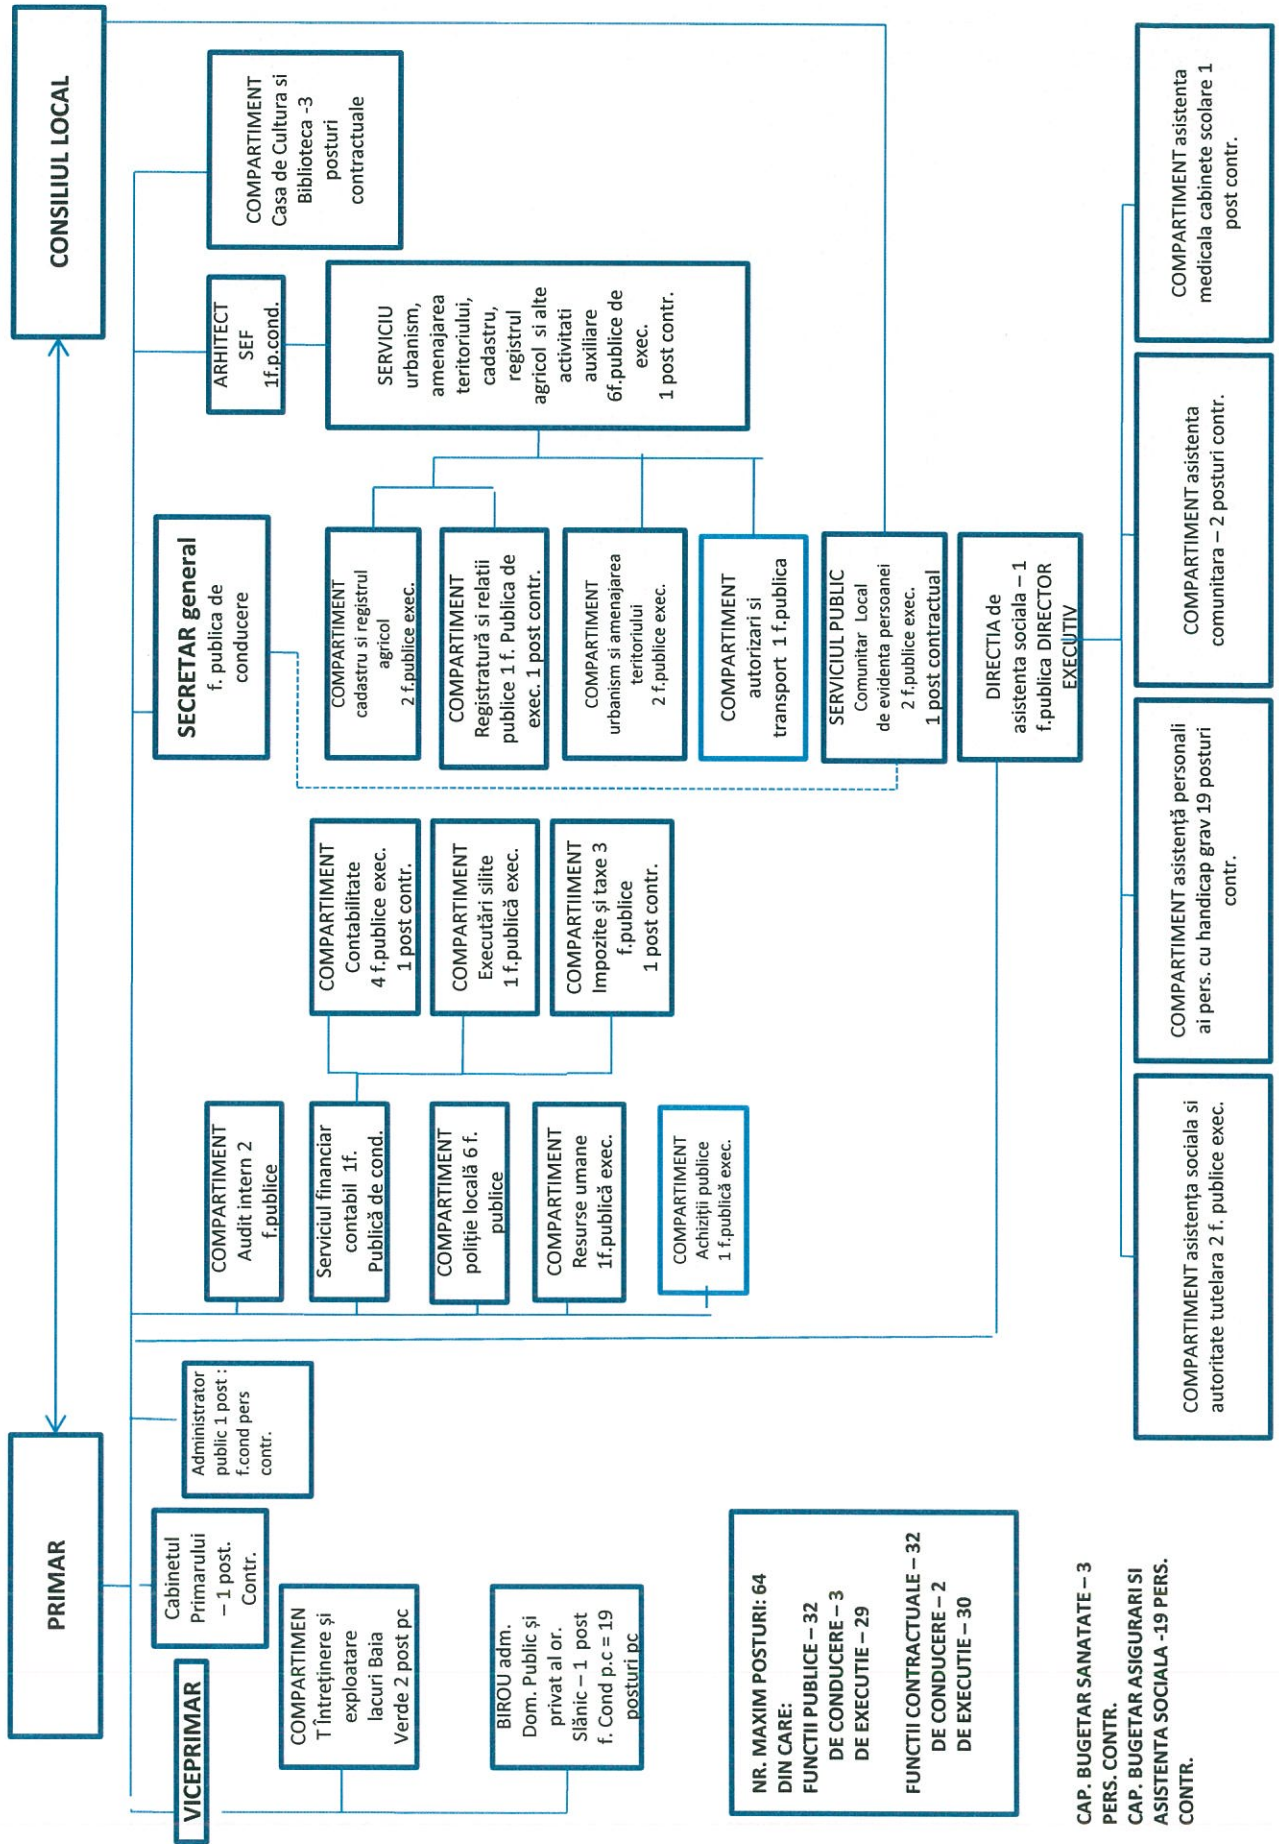 PRIMAR
CONSILIUL LOCAL
VICEPRIMAR
Cabinetul
Primarului
– 1 post.
Contr.
Administrator
public 1 post :
f.cond pers
contr.
COMPARTIMEN
T Întreținere și
exploatare
lacuri Baia
Verde 2 post pc
BIROU adm.
Dom. Public și
privat al or.
Slănic – 1 post
f. Cond p.c = 19
posturi pc
COMPARTIMENT
Audit intern 2
f.publice
Serviciul financiar
contabil 1f.
Publică de cond.
COMPARTIMENT
poliție locală 6 f.
publice
COMPARTIMENT
Resurse umane
1f.publică exec.
COMPARTIMENT
Achiziții publice
1 f.publică exec.
COMPARTIMENT
Contabilitate
4 f.publice exec.
1 post contr.
COMPARTIMENT
Executări silite
1 f.publică exec.
COMPARTIIMENT
Impozite și taxe 3
f.publice
1 post contr.
SECRETAR general
f. publica de
conducere
COMPARTIMENT
cadastru si registrul
agricol
2 f.publice exec.
COMPARTIMENT
Registratură si relatii
publice 1 f. Publica de
exec. 1 post contr.
COMPARTIMENT
urbanism si amenajarea
teritoriului
2 f.publice exec.
COMPARTIMENT
autorizari si
transport 1 f.publica
SERVICIUL PUBLIC
Comunitar Local
de evidenta persoanei
2 f.publice exec.
1 post contractual
DIRECTIA de
asistenta sociala – 1
f.publica DIRECTOR
EXECUTIV
ARHITECT
SEF
1f.p.cond.
SERVICIU
urbanism,
amenajarea
teritoriului,
cadastru,
registrul
agricol si alte
activitati
auxiliare
6f.publice de
exec.
1 post contr.
COMPARTIMENT
Casa de Cultura si
Biblioteca -3
posturi
contractuale
COMPARTIMENT asistența sociala si
autoritate tutelara 2 f. publice exec.
COMPARTIMENT asistență personali
ai pers. cu handicap grav 19 posturi
contr.
COMPARTIMENT asistenta
comunitara – 2 posturi contr.
COMPARTIMENT asistenta
medicala cabinete scolare 1
post contr.
NR. MAXIM POSTURI: 64
DIN CARE:
FUNCTII PUBLICE – 32
DE CONDUCERE – 3
DE EXECUTIE – 29
FUNCTII CONTRACTUALE – 32
DE CONDUCERE – 2
DE EXECUTIE – 30
CAP. BUGETAR SANATATE – 3
PERS. CONTR.
CAP. BUGETAR ASIGURARI SI
ASISTENTA SOCIALA -19 PERS.
CONTR.